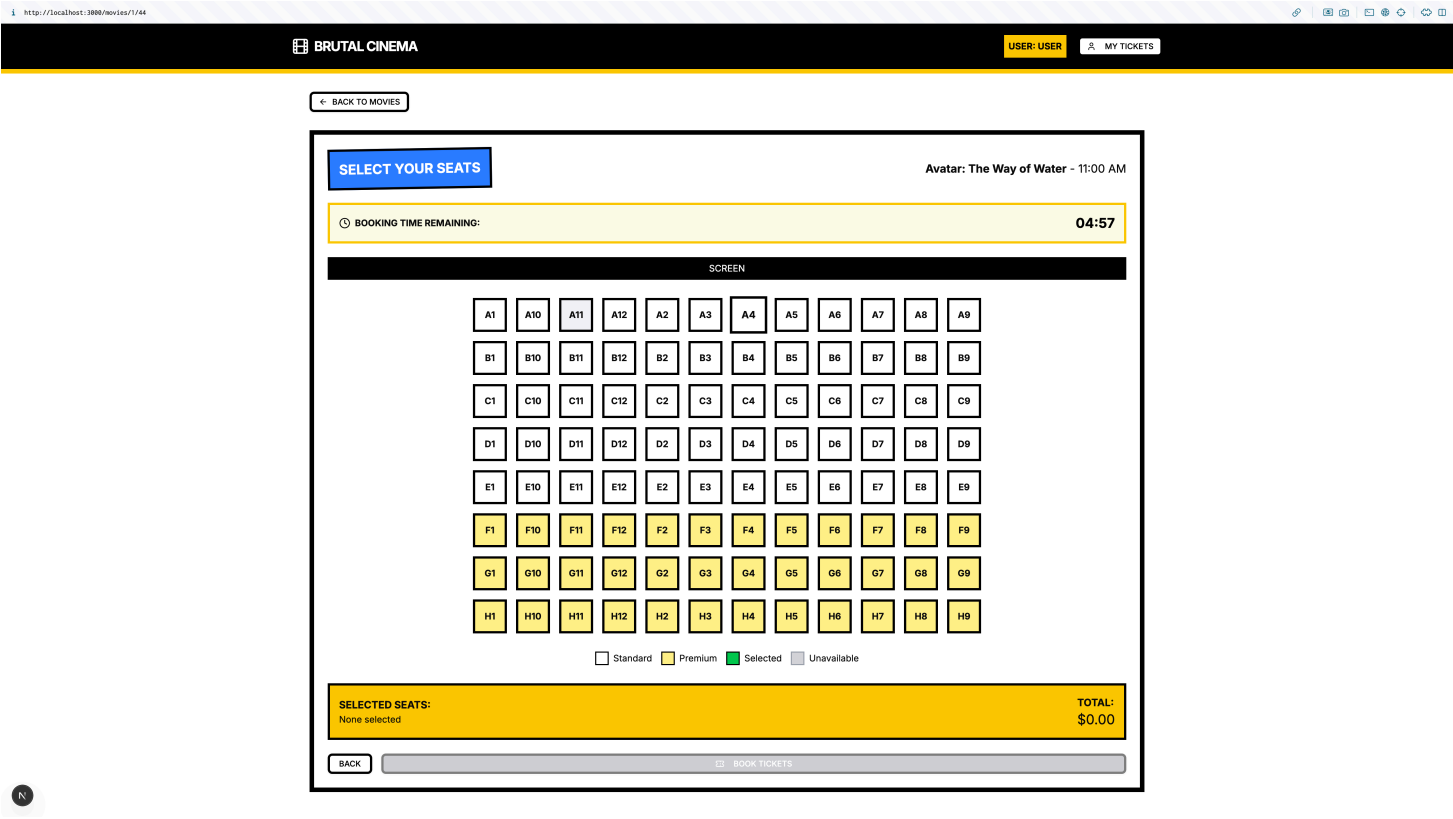 i http://localhost:3000/movies/1/44
BRUTAL CINEMA
USER: USER
MY TICKETS
BACK TO MOVIES
SELECT YOUR SEATS
Avatar: The Way of Water - 11:00 AM
BOOKING TIME REMAINING:
04:57
SCREEN
A1 A10 A11 A12 A2 A3 A4 A5 A6 A7 A8 A9
B1 B10 B11 B12 B2 B3 B4 B5 B6 B7 B8 B9
C1 C10 C11 C12 C2 C3 C4 C5 C6 C7 C8 C9
D1 D10 D11 D12 D2 D3 D4 D5 D6 D7 D8 D9
E1 E10 E11 E12 E2 E3 E4 E5 E6 E7 E8 E9
F1 F10 F11 F12 F2 F3 F4 F5 F6 F7 F8 F9
G1 G10 G11 G12 G2 G3 G4 G5 G6 G7 G8 G9
H1 H10 H11 H12 H2 H3 H4 H5 H6 H7 H8 H9
Standard Premium Selected Unavailable
SELECTED SEATS:
None selected
TOTAL:
$0.00
BACK
BOOK TICKETS
N